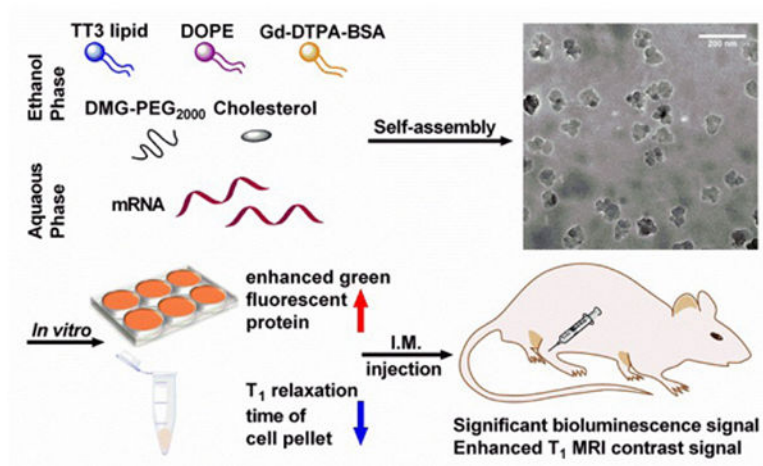 TT3 lipid DOPE Gd-DTPA-BSA
Ethanol
Phase
DMG-PEG2000 Cholesterol
Self-assembly
200 nm
Aquaous
Phase
mRNA
In vitro
enhanced green
fluorescent
protein
I.M.
injection
T1 relaxation
time of
cell pellet
Significant bioluminescence signal
Enhanced T1 MRI contrast signal